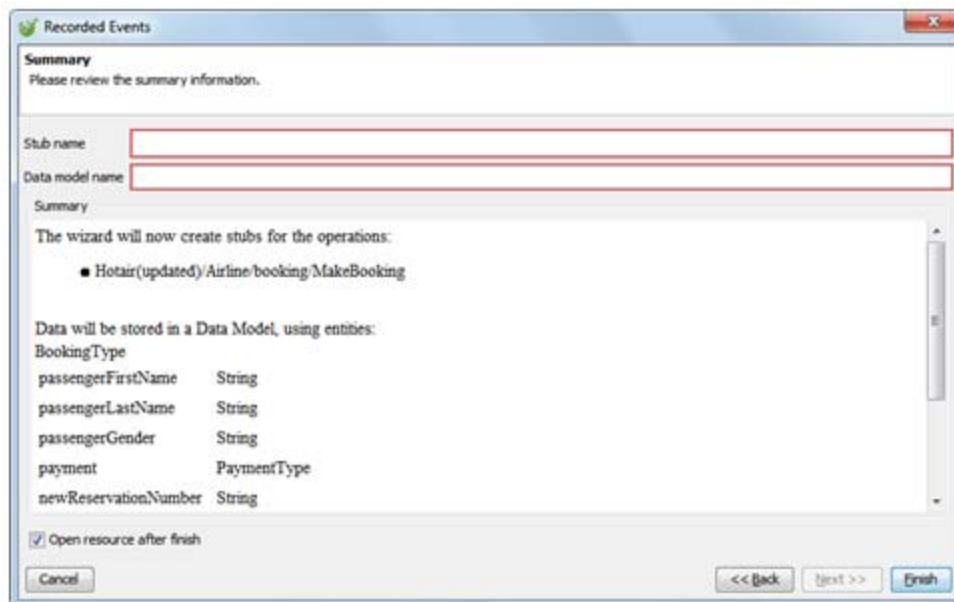 Recorded Events
Summary
Please review the summary information.
Stub name
Data model name
Summary
The wizard will now create stubs for the operations:
Hotair(updated)/Airline/booking/MakeBooking
Data will be stored in a Data Model, using entities:
BookingType
passengerFirstName String
passengerLastName String
passengerGender String
payment PaymentType
newReservationNumber String
Open resource after finish
Cancel << Back Next >> Finish